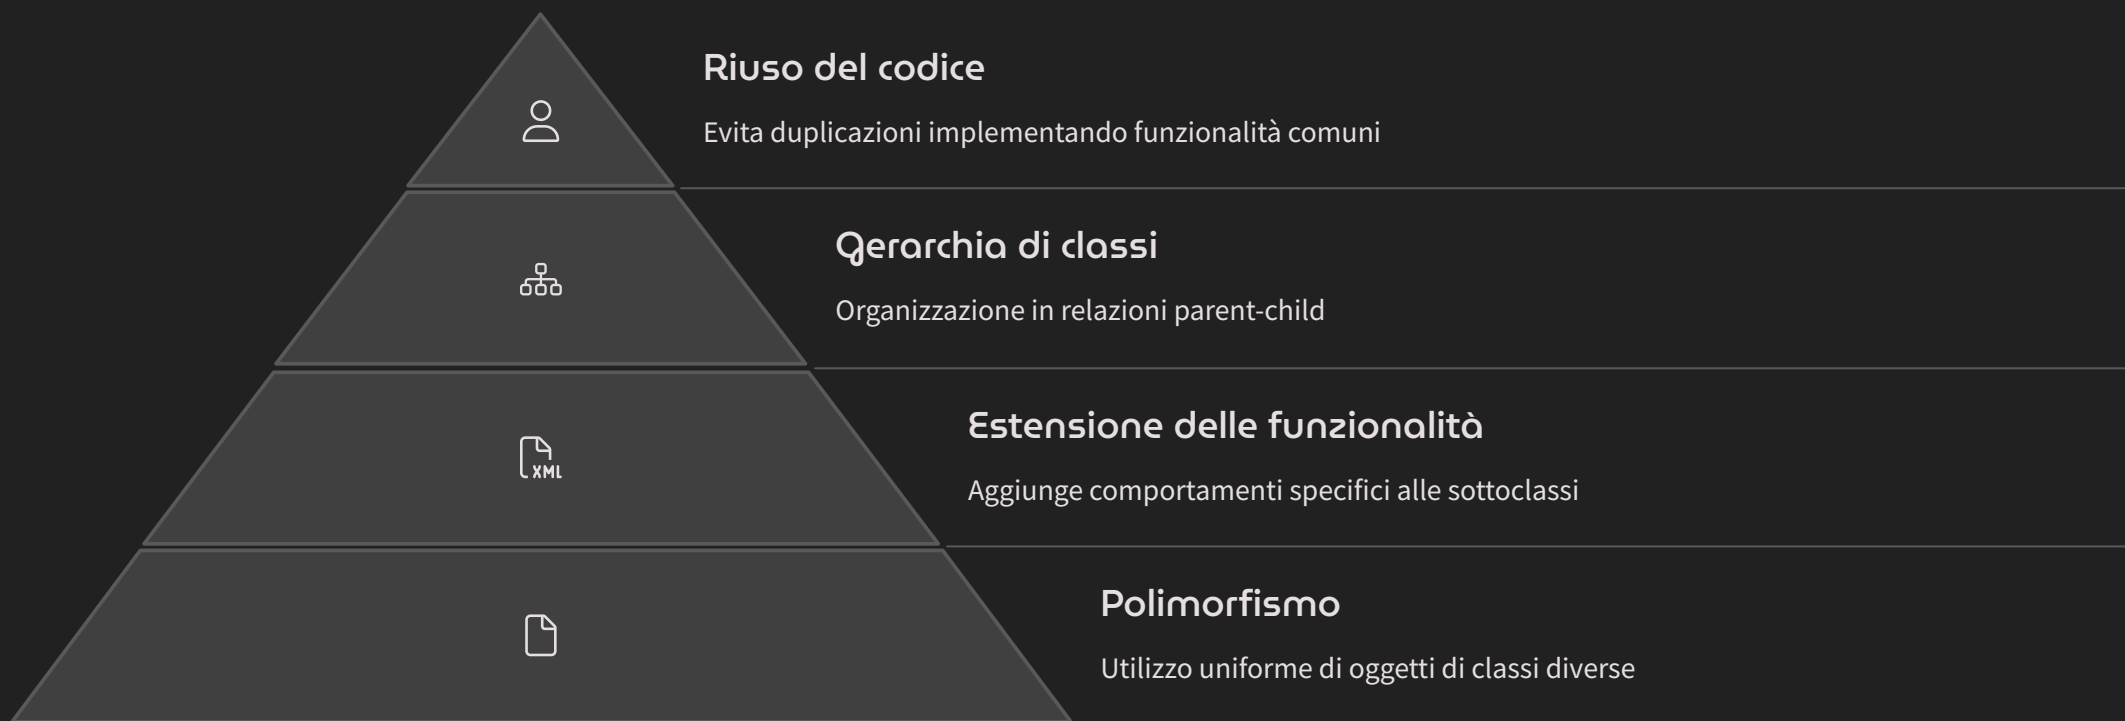 Riuso del codice
Evita duplicazioni implementando funzionalità comuni
Gerarchia di classi
Organizzazione in relazioni parent-child
XML
Estensione delle funzionalità
Aggiunge comportamenti specifici alle sottoclassi
Polimorfismo
Utilizzo uniforme di oggetti di classi diverse